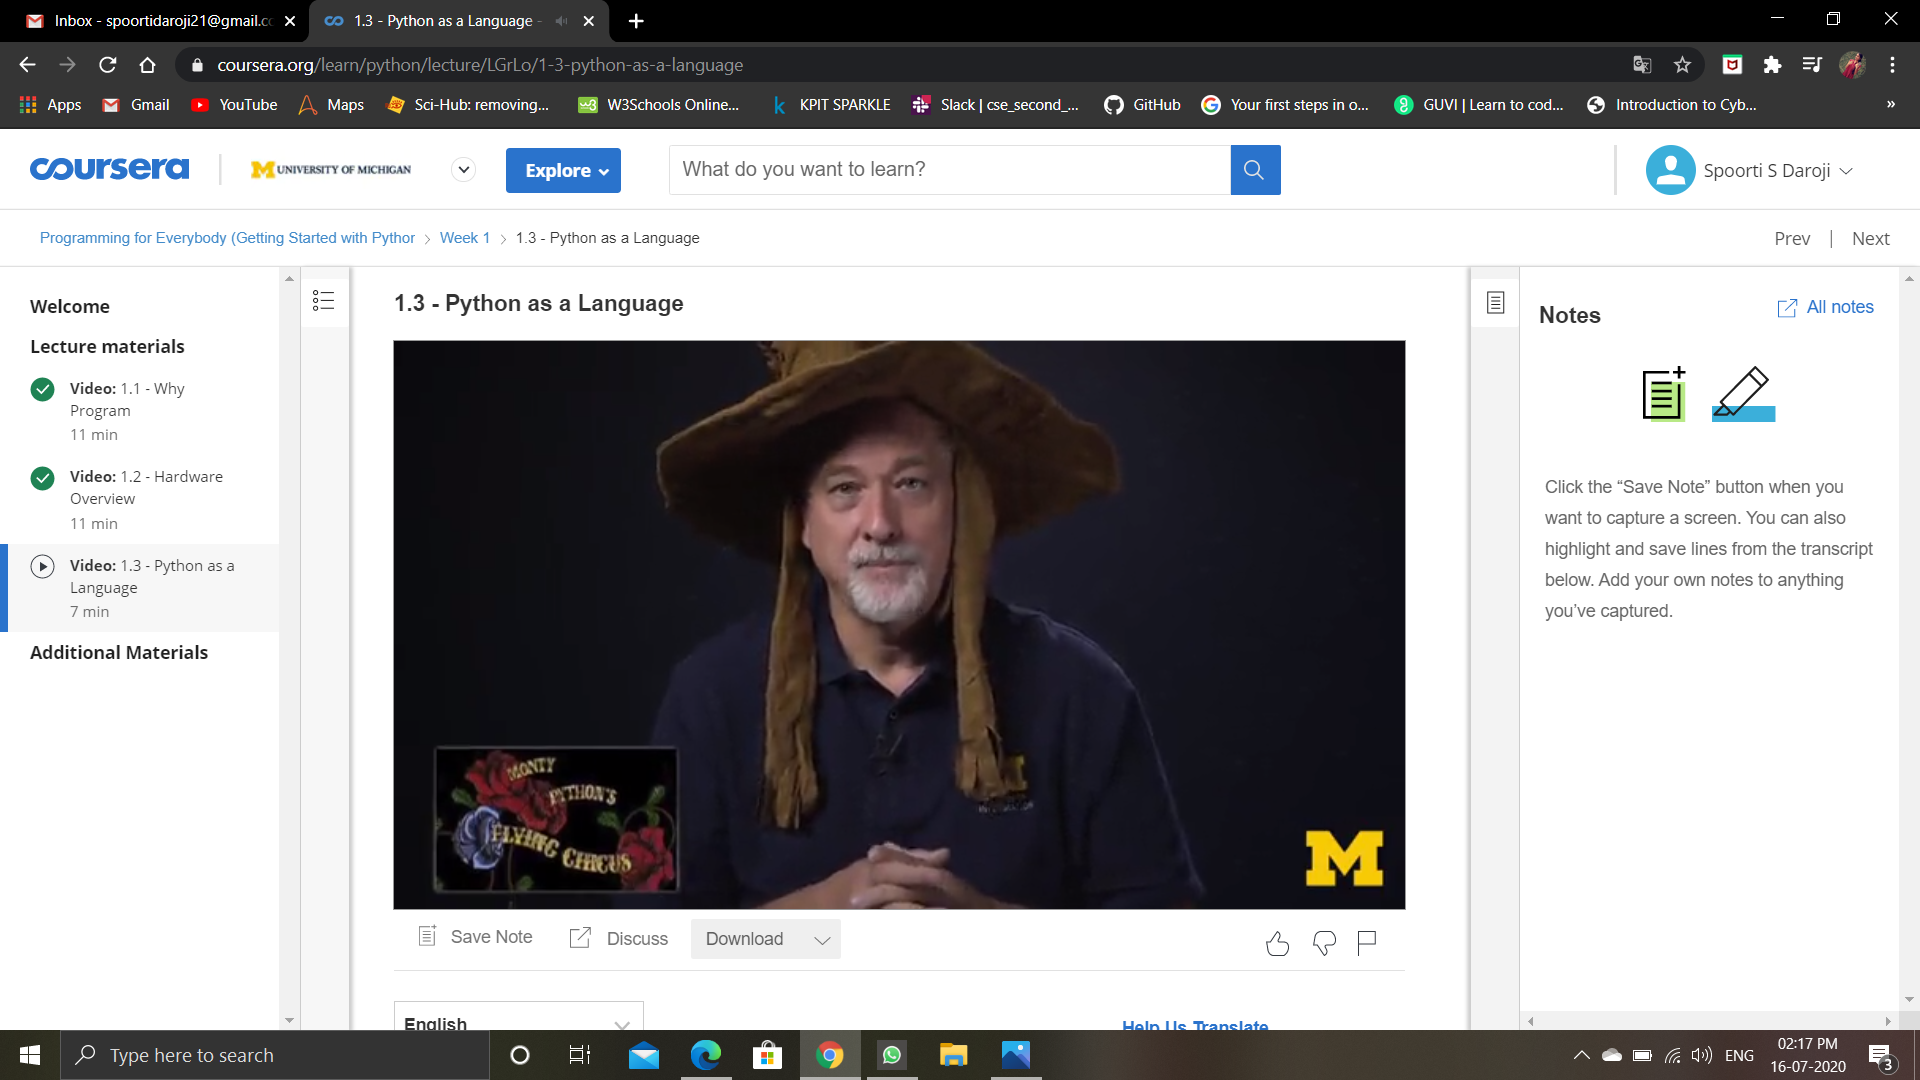 Inbox - spoortidaroji21@gmail.cc
1.3 - Python as a Language -
coursera.org/learn/python/lecture/LGrLo/1-3-python-as-a-language
Apps
Gmail
YouTube
Maps
Sci-Hub: removing...
W3Schools Online...
KPIT SPARKLE
Slack | cse_second_...
GitHub
Your first steps in o...
GUVI | Learn to cod...
Introduction to Cyb...
»
coursera
M UNIVERSITY OF MICHIGAN
Explore
What do you want to learn?
Spoorti S Daroji
Programming for Everybody (Getting Started with Python
Week 1
1.3 - Python as a Language
Prev | Next
Welcome
Lecture materials
Video: 1.1 - Why
Program
11 min
Video: 1.2 - Hardware
Overview
11 min
Video: 1.3 - Python as a
Language
7 min
Additional Materials
1.3 - Python as a Language
MONTY
PYTHON'S
FLYING CIRCUS
M
Save Note
Discuss
Download
English
Help Us Translate
Notes
All notes
Click the “Save Note” button when you
want to capture a screen. You can also
highlight and save lines from the transcript
below. Add your own notes to anything
you’ve captured.
Type here to search
ENG
02:17 PM
16-07-2020
3